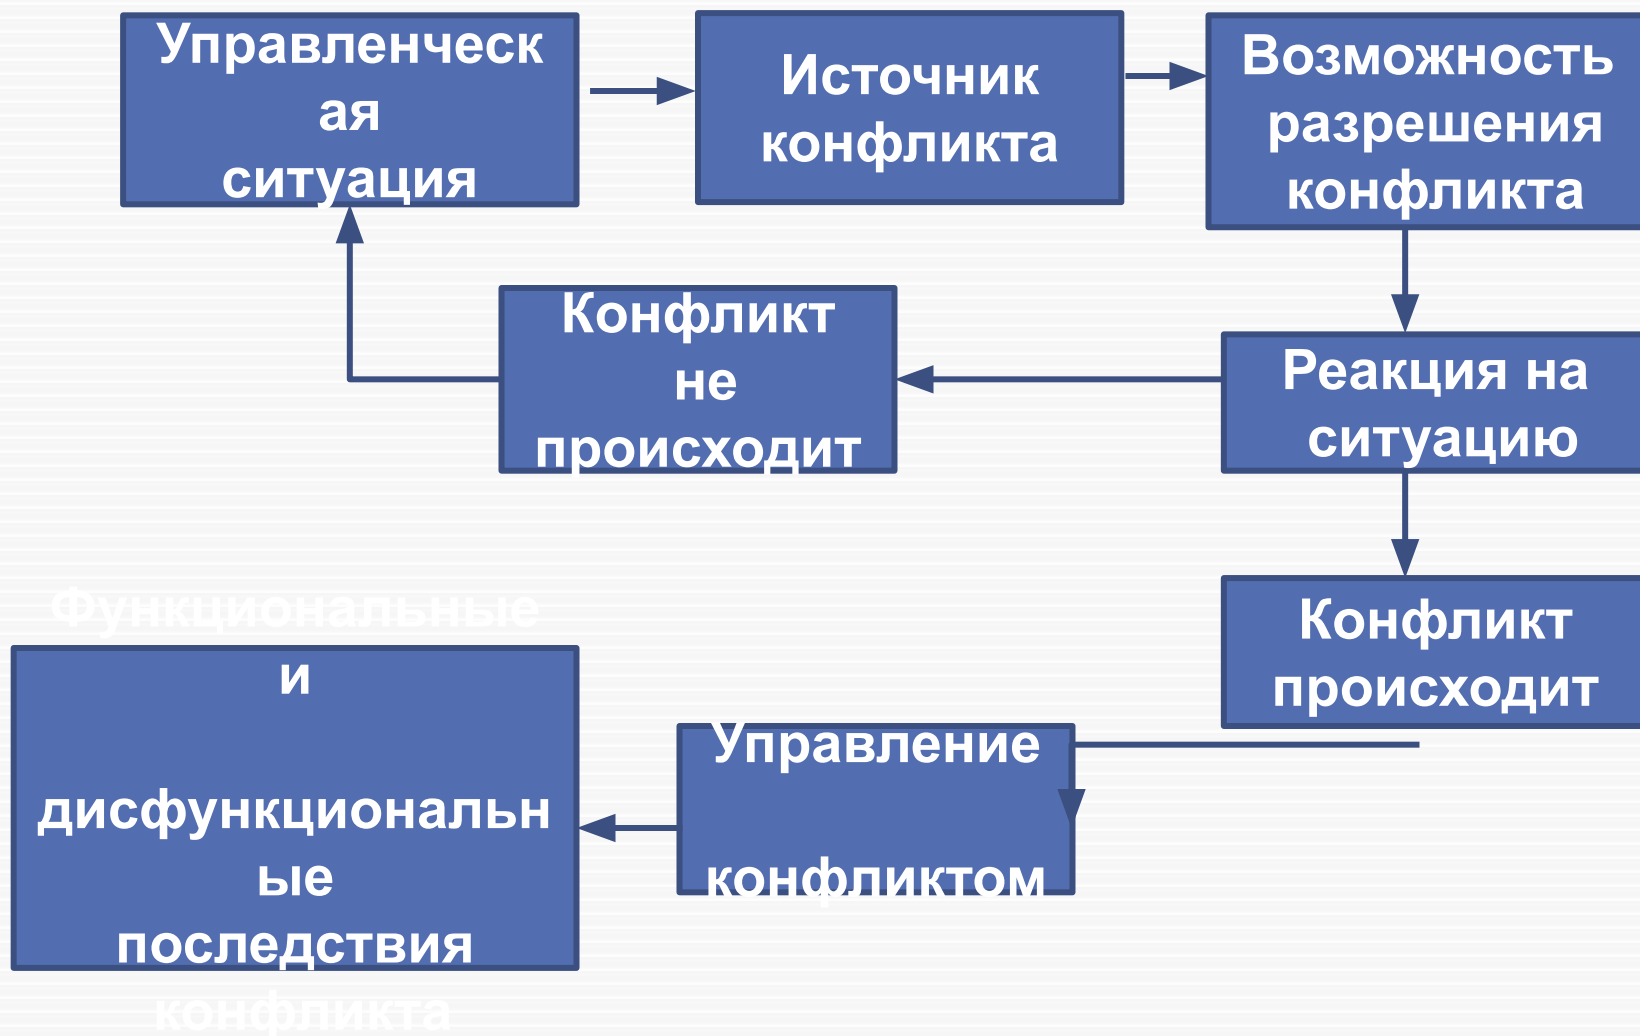 Управленческ
ая
ситуация
Источник
конфликта
Возможность
разрешения
конфликта
Конфликт
не
происходит
Реакция на
ситуацию
Конфликт
происходит
Управление
конфликтом
Функциональные
и
дисфункциональн
ые
последствия
конфликта